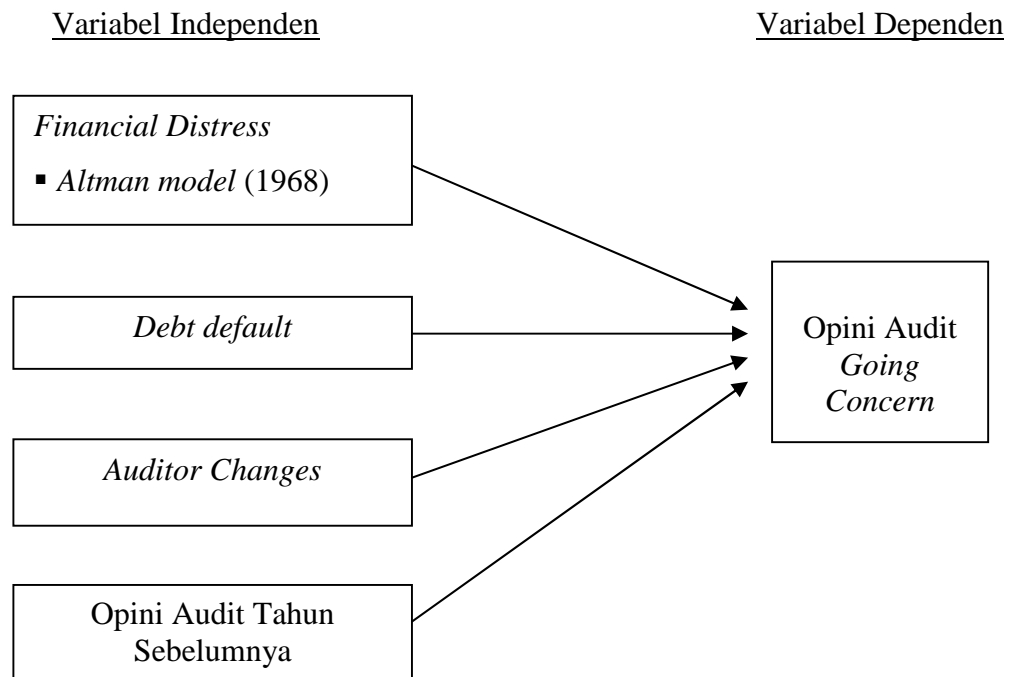 Variabel Independen
Variabel Dependen
Financial Distress
▪ Altman model (1968)
Debt default
Auditor Changes
Opini Audit Tahun
Sebelumnya
Opini Audit
Going
Concern